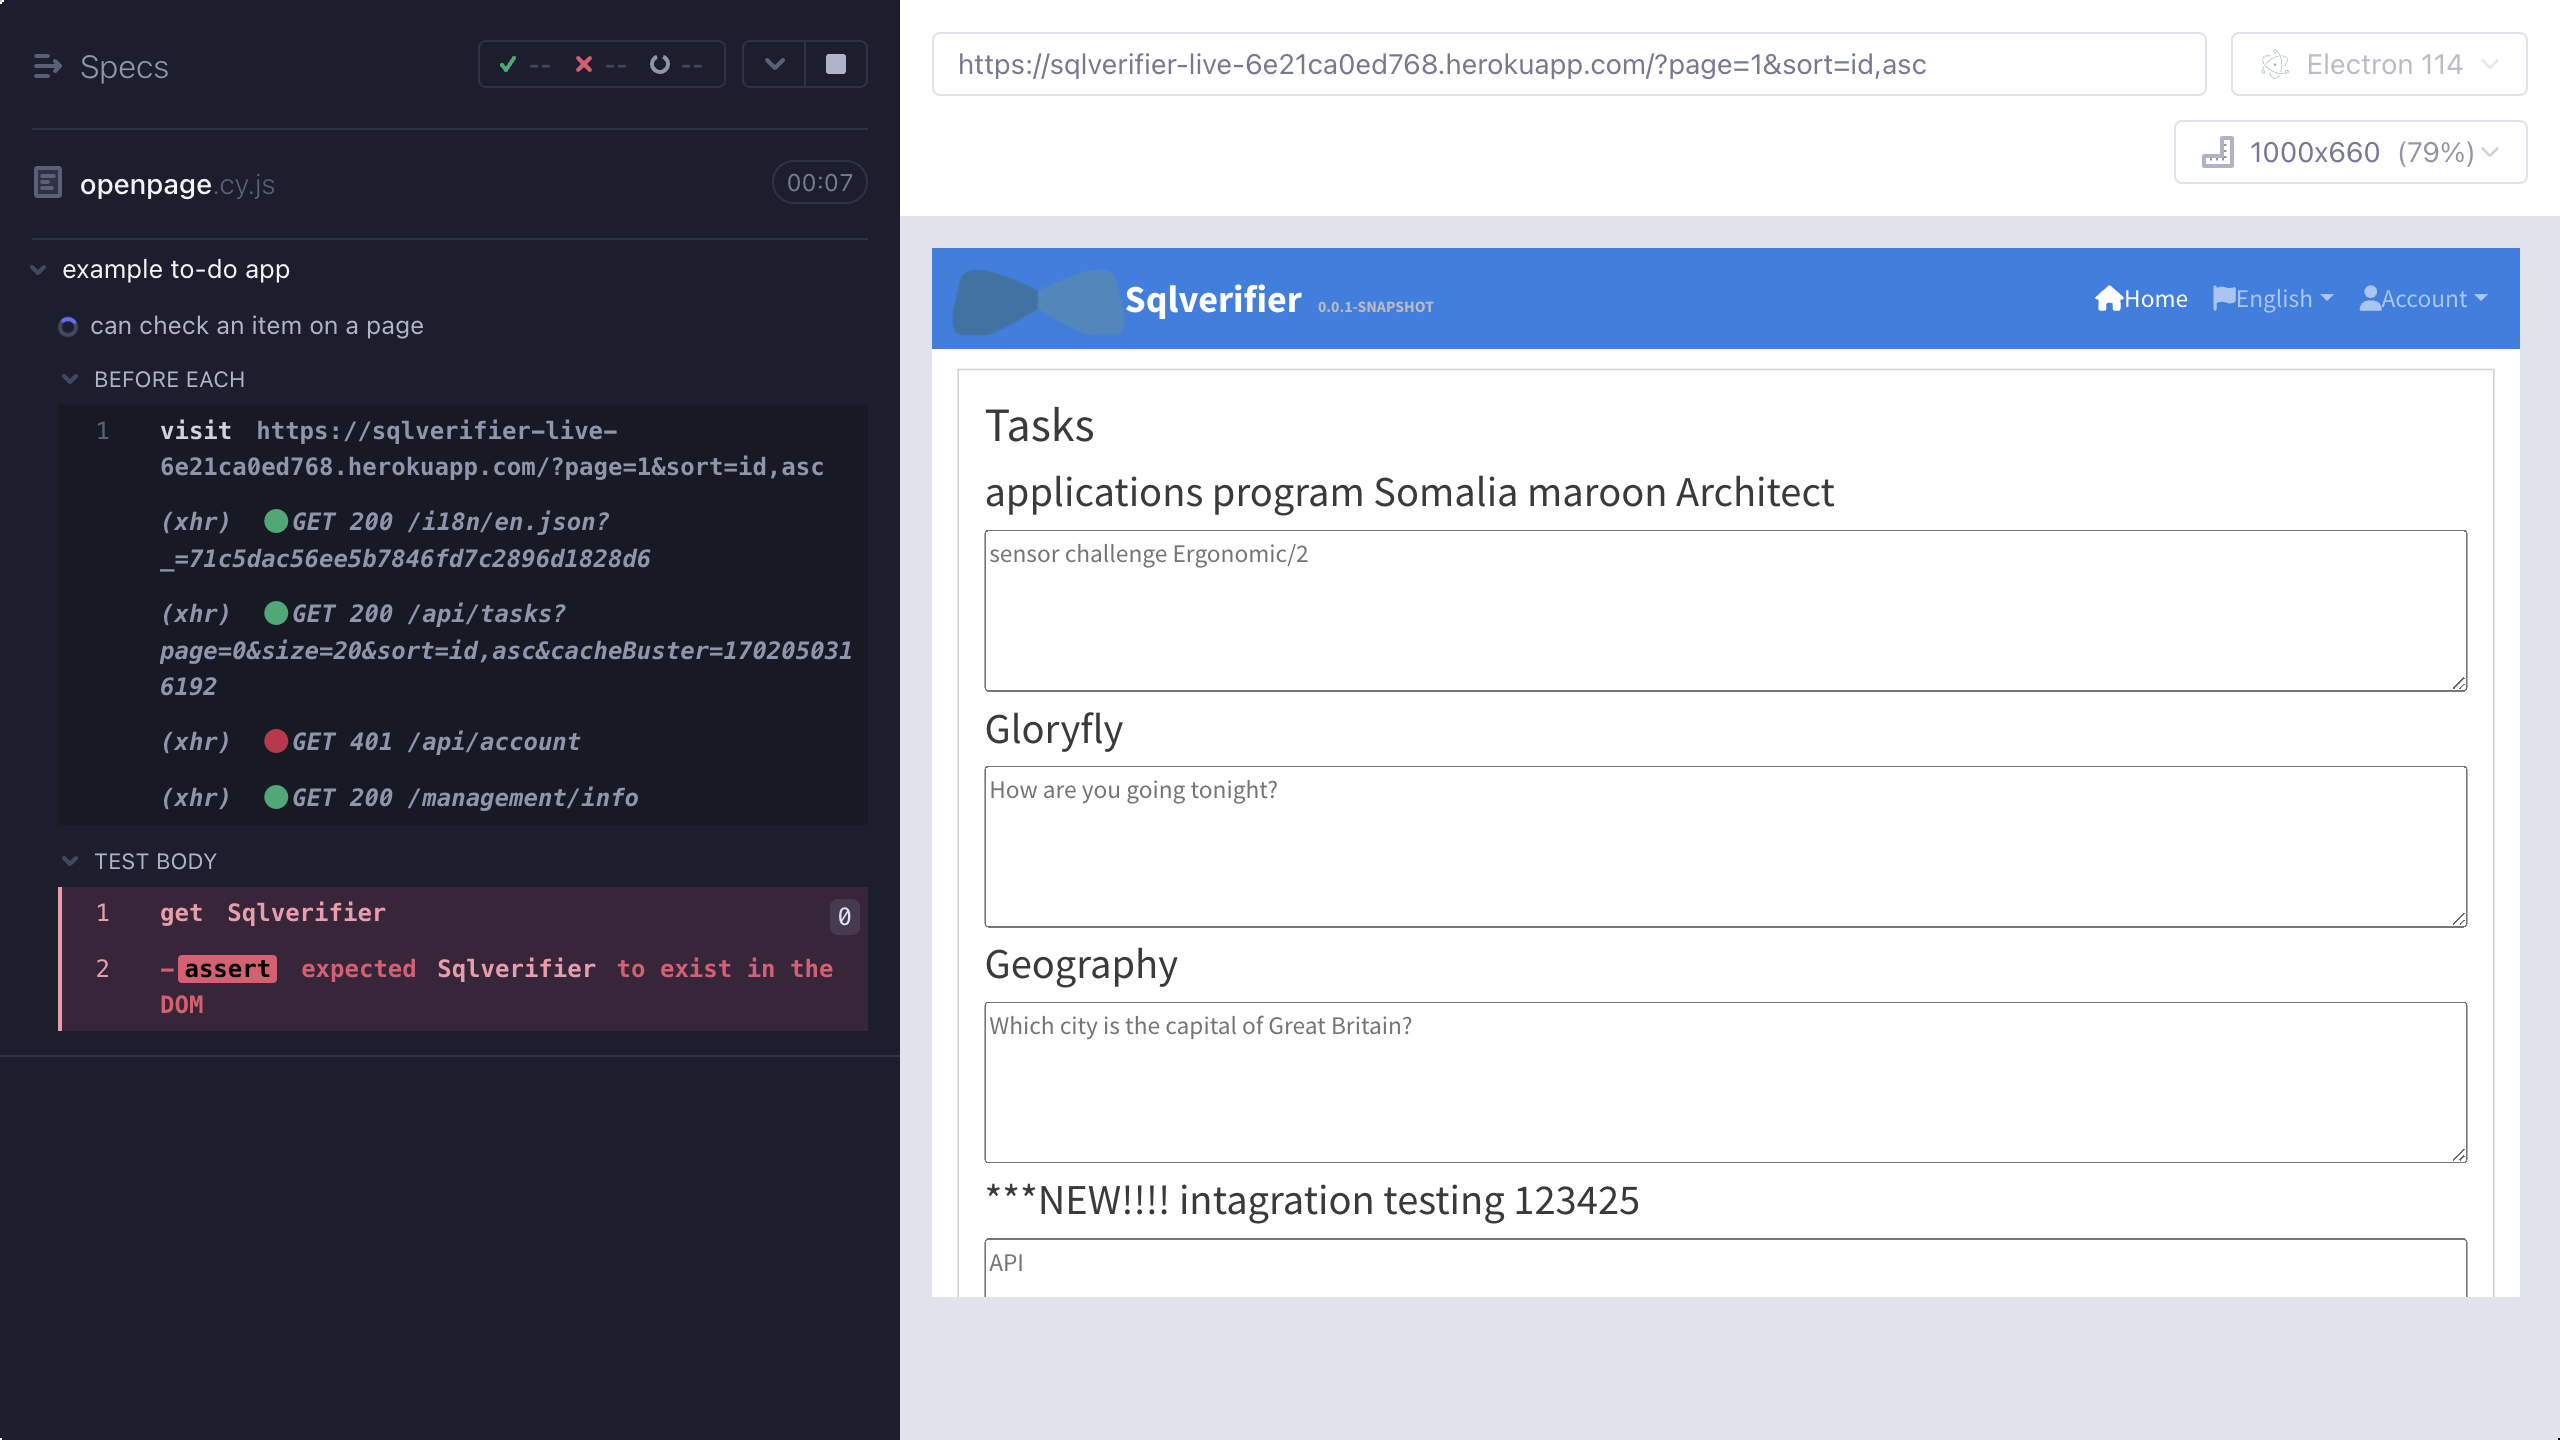 Specs
-- -- --
openpage.cy.js
00:07
example to-do app
can check an item on a page
BEFORE EACH
1 visit https://sqlverifier-live-
6e21ca0ed768.herokuapp.com/?page=1&sort=id,asc
(xhr) GET 200 /i18n/en.json?
_=71c5dac56ee5b7846fd7c2896d1828d6
(xhr) GET 200 /api/tasks?
page=0&size=20&sort=id,asc&cacheBuster=170205031
6192
(xhr) GET 401 /api/account
(xhr) GET 200 /management/info
TEST BODY
1 get Sqlverifier 0
2 -assert expected Sqlverifier to exist in the
DOM
https://sqlverifier-live-6e21ca0ed768.herokuapp.com/?page=1&sort=id,asc
Electron 114
1000x660 (79%)
Sqlverifier 0.0.1-SNAPSHOT
Home English Account
Tasks
applications program Somalia maroon Architect
sensor challenge Ergonomic/2
Gloryfly
How are you going tonight?
Geography
Which city is the capital of Great Britain?
***NEW!!!! intagration testing 123425
API